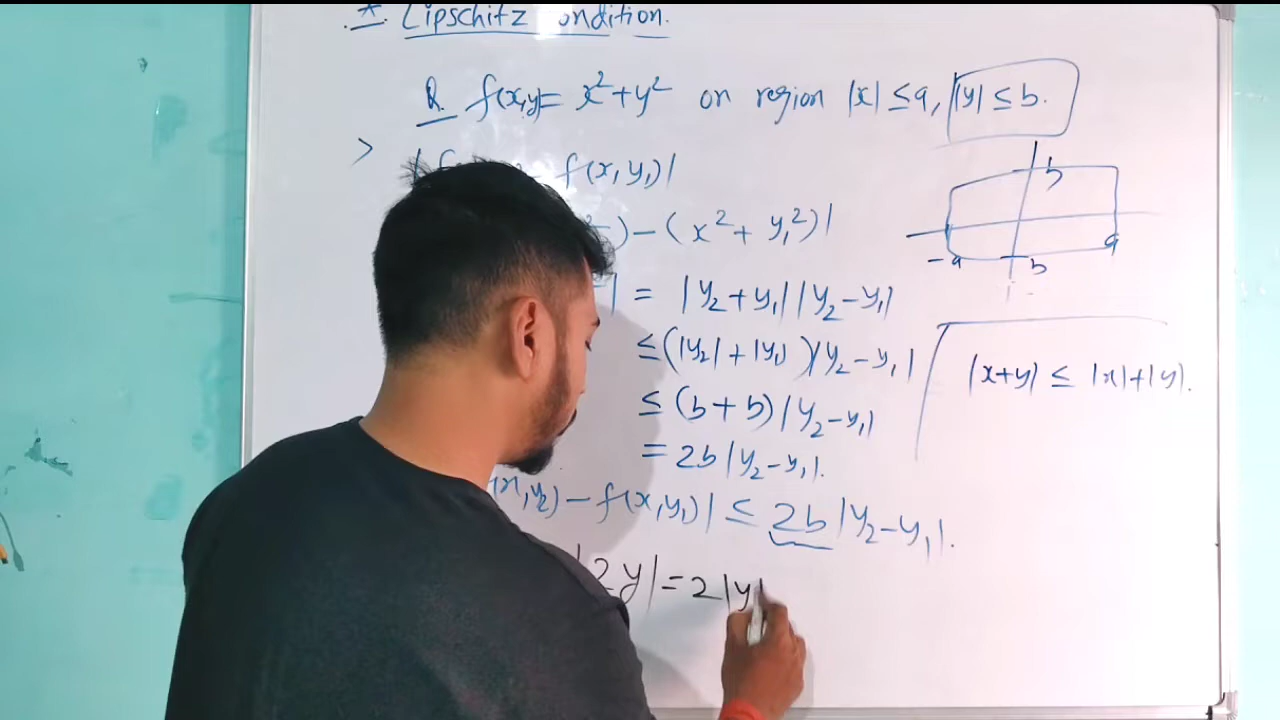 * Lipschitz ondition.
Q. f(x,y)= x²+y² on region |x| ≤a, |y| ≤ b.
> f(x,y₁)|
b
)-(x²+ y₁²)|
-a a
b
| = |y₂+y₁||y₂-y₁|
≤(|y₂|+|y₁|)|y₂-y₁|
|x+y| ≤ |x|+|y|.
≤ (b+b)|y₂-y₁|
= 2b|y₂-y₁|.
(x,y₂)-f(x,y₁)| ≤ 2b|y₂-y₁|.
|2y|=2|y|